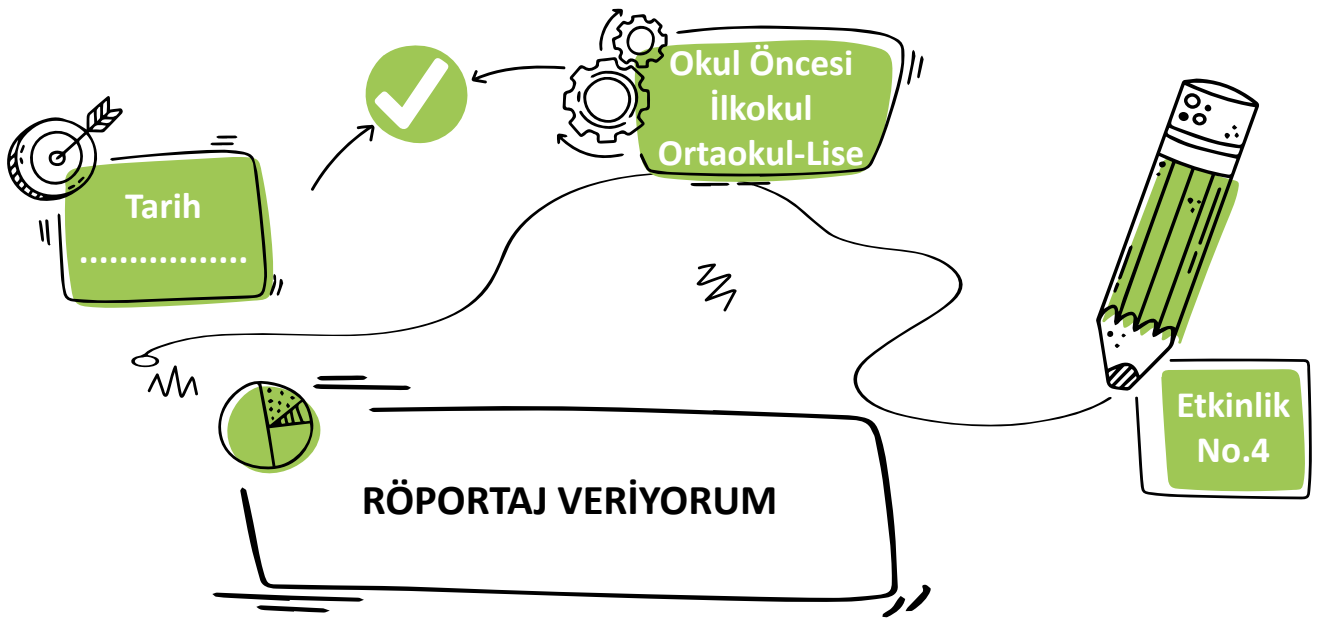 Okul Öncesi
İlkokul
Ortaokul-Lise
Tarih
.................
Etkinlik
No.4
RÖPORTAJ VERİYORUM